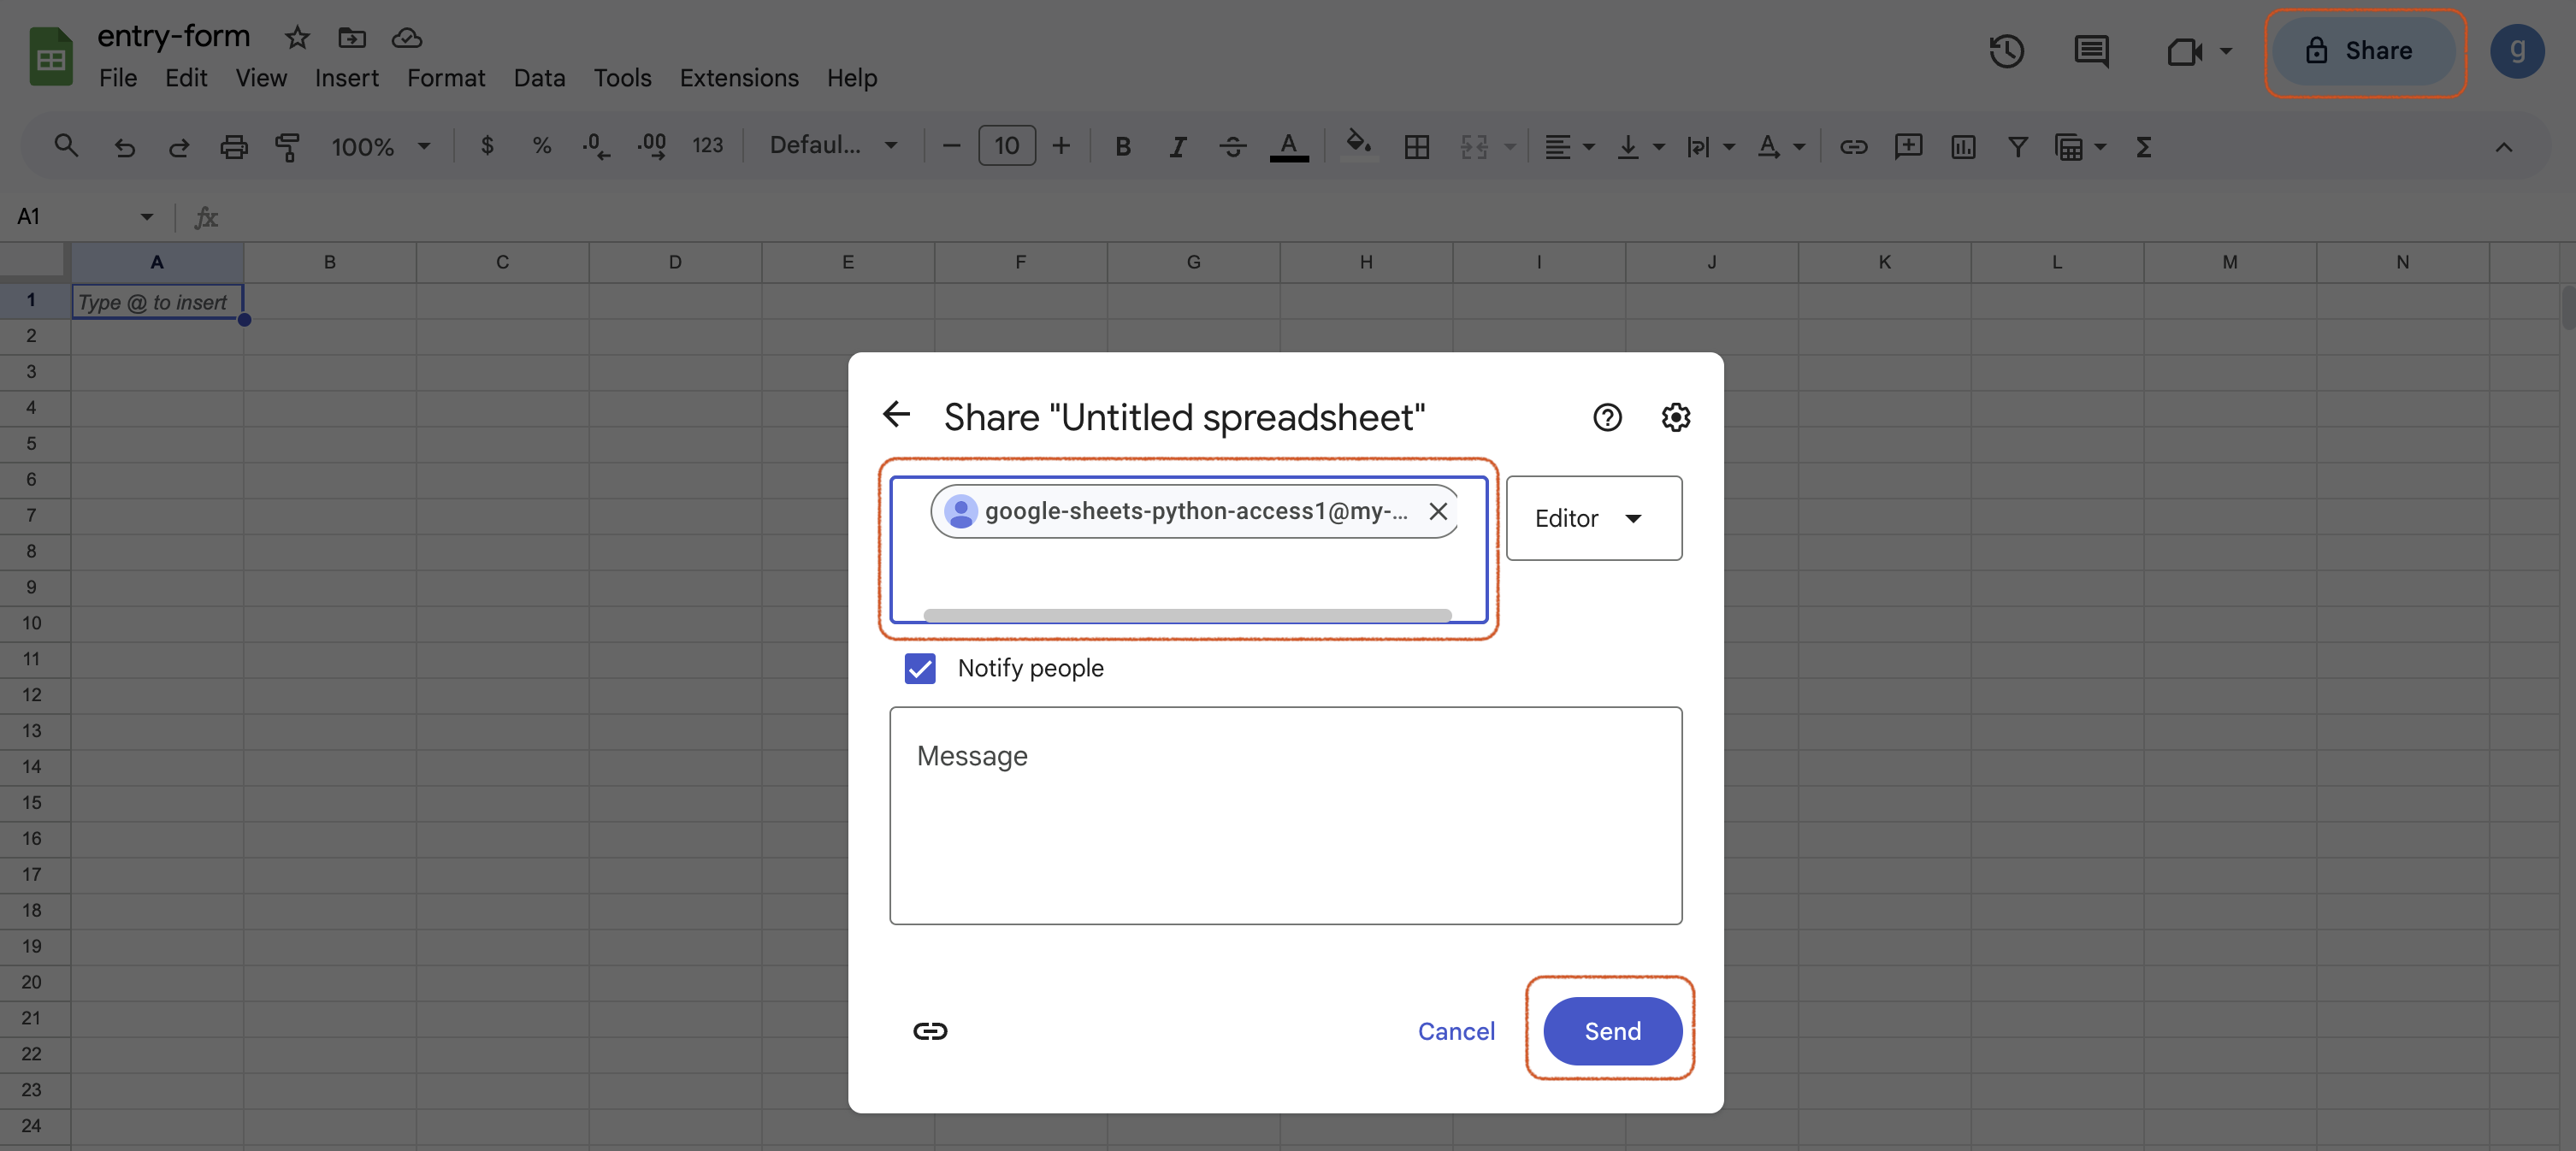 entry-form
File Edit View Insert Format Data Tools Extensions Help
Share
g
100% $ % .0 .00 123 Defaul... 10 B I A
A1 fx
A B C D E F G H I J K L M N
1 Type @ to insert
2
3
4
5
6
7
8
9
10
11
12
13
14
15
16
17
18
19
20
21
22
23
24
Share "Untitled spreadsheet"
google-sheets-python-access1@my-...
Editor
Notify people
Message
Cancel Send